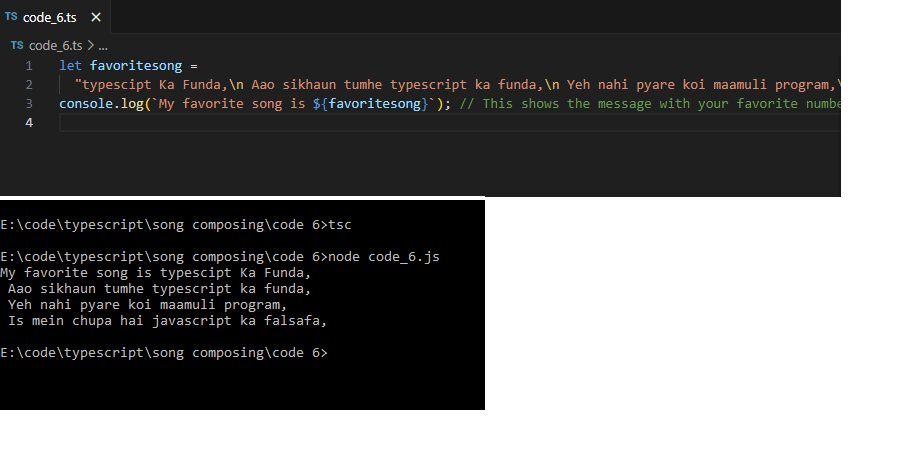 TS code_6.ts ×
TS code_6.ts > ...
1 let favoritesong =
2 "typescipt Ka Funda,\n Aao sikhaun tumhe typescript ka funda,\n Yeh nahi pyare koi maamuli program,\
3 console.log(`My favorite song is ${favoritesong}`); // This shows the message with your favorite numbe
4
E:\code\typescript\song composing\code 6>tsc
E:\code\typescript\song composing\code 6>node code_6.js
My favorite song is typescipt Ka Funda,
Aao sikhaun tumhe typescript ka funda,
Yeh nahi pyare koi maamuli program,
Is mein chupa hai javascript ka falsafa,
E:\code\typescript\song composing\code 6>